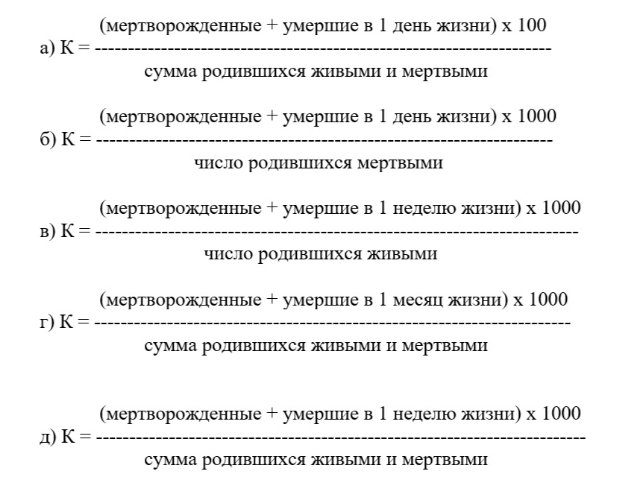 (мертворожденные + умершие в 1 день жизни) х 100
а) К = ---------------------------------------------------------------------
сумма родившихся живыми и мертвыми
(мертворожденные + умершие в 1 день жизни) х 1000
б) К = ---------------------------------------------------------------------
число родившихся мертвыми
(мертворожденные + умершие в 1 неделю жизни) х 1000
в) К = -------------------------------------------------------------------------
число родившихся живыми
(мертворожденные + умершие в 1 месяц жизни) х 1000
г) К = ------------------------------------------------------------------------
сумма родившихся живыми и мертвыми
(мертворожденные + умершие в 1 неделю жизни) х 1000
д) К = --------------------------------------------------------------------------
сумма родившихся живыми и мертвыми